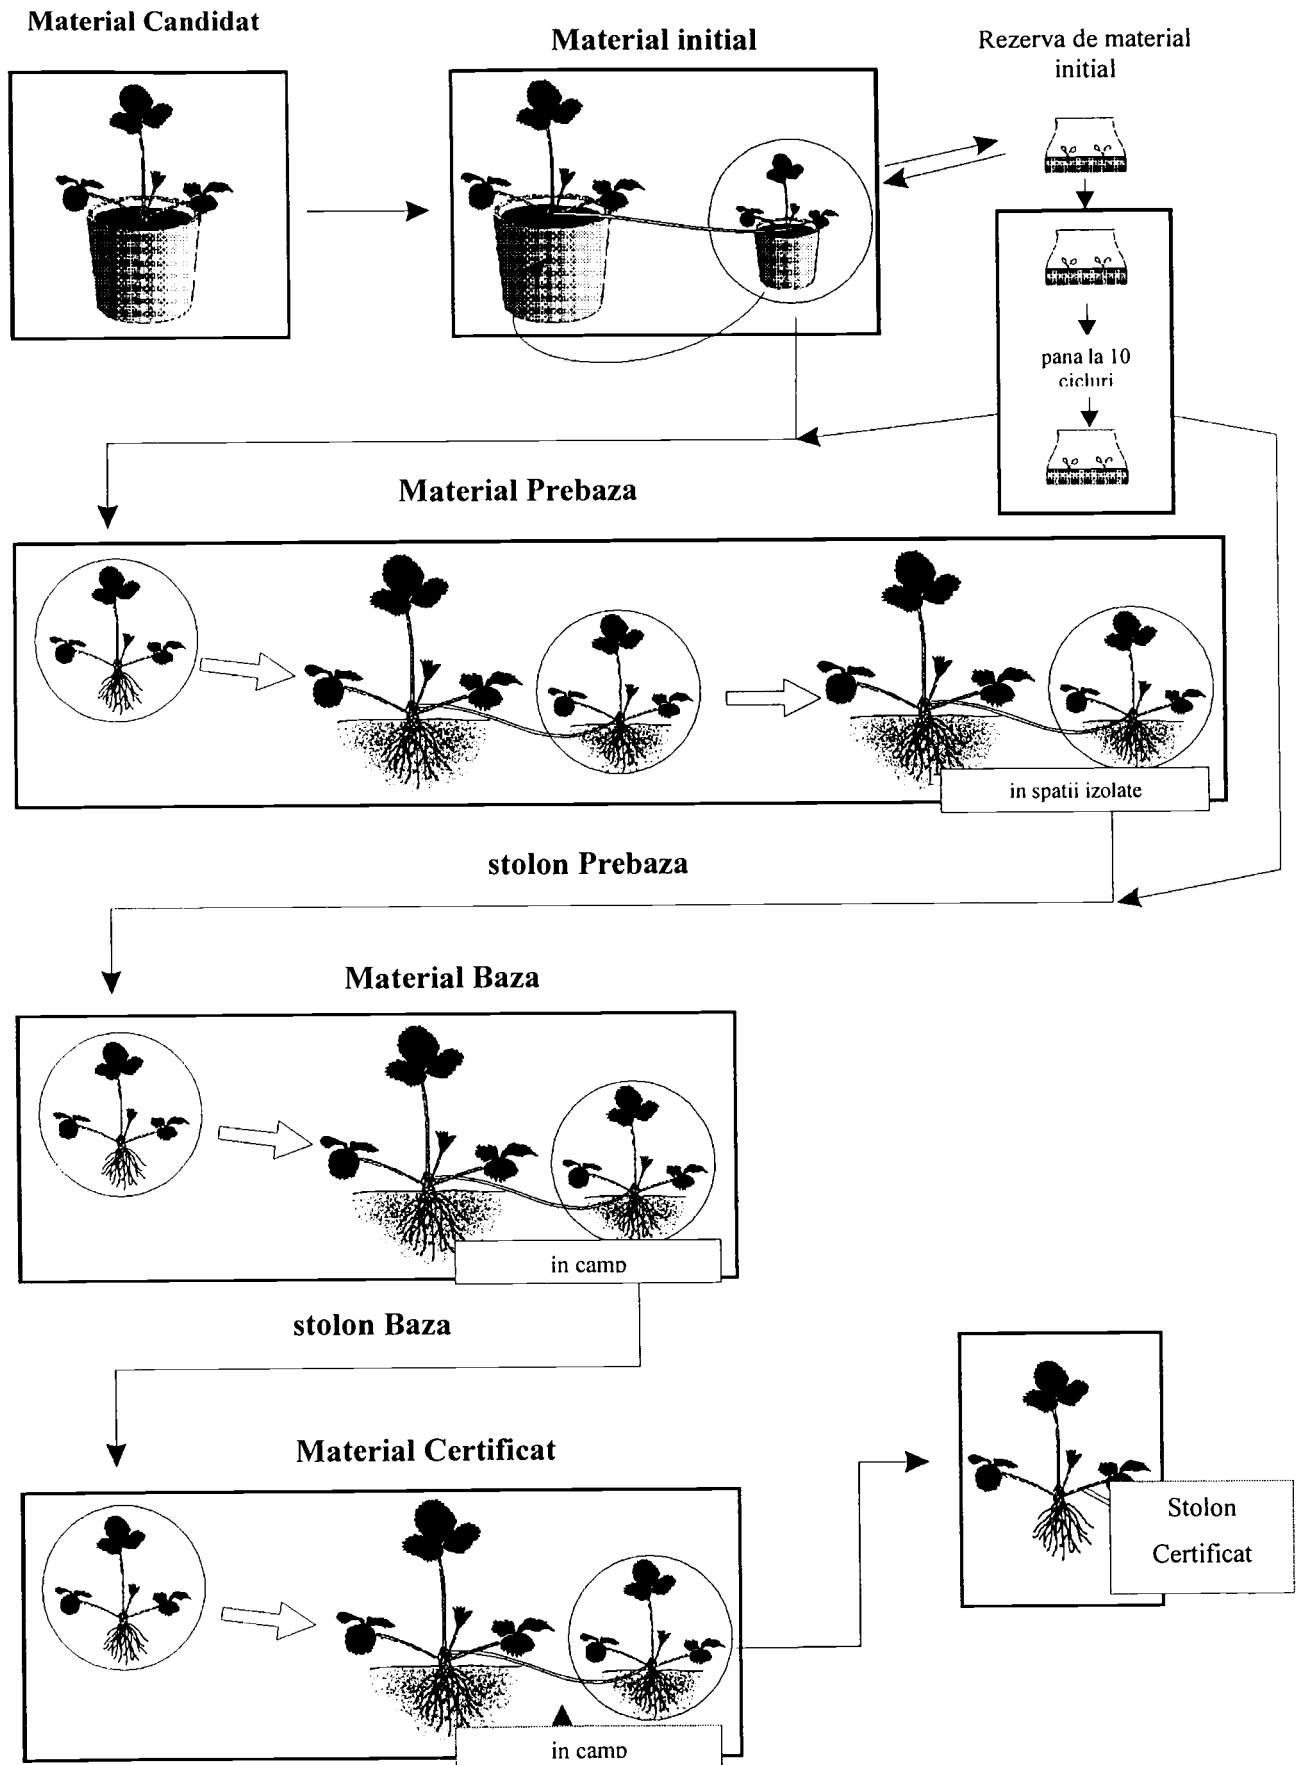 Material Candidat
Material initial
Rezerva de material
initial
pana la 10
cicluri
Material Prebaza
in spatii izolate
stolon Prebaza
Material Baza
in camp
stolon Baza
Material Certificat
Stolon
Certificat
in camp